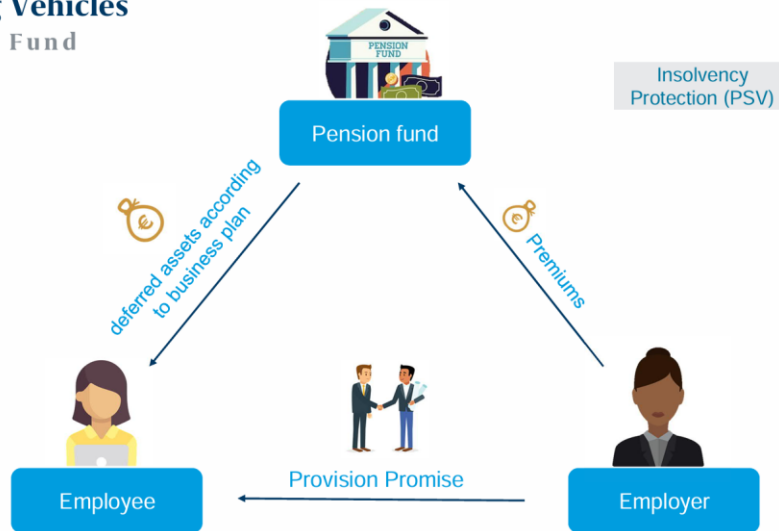 Vehicles
Fund
PENSION
FUND
Insolvency
Protection (PSV)
Pension fund
€
deferred assets according
to business plan
€
Premiums
Provision Promise
Employee
Employer